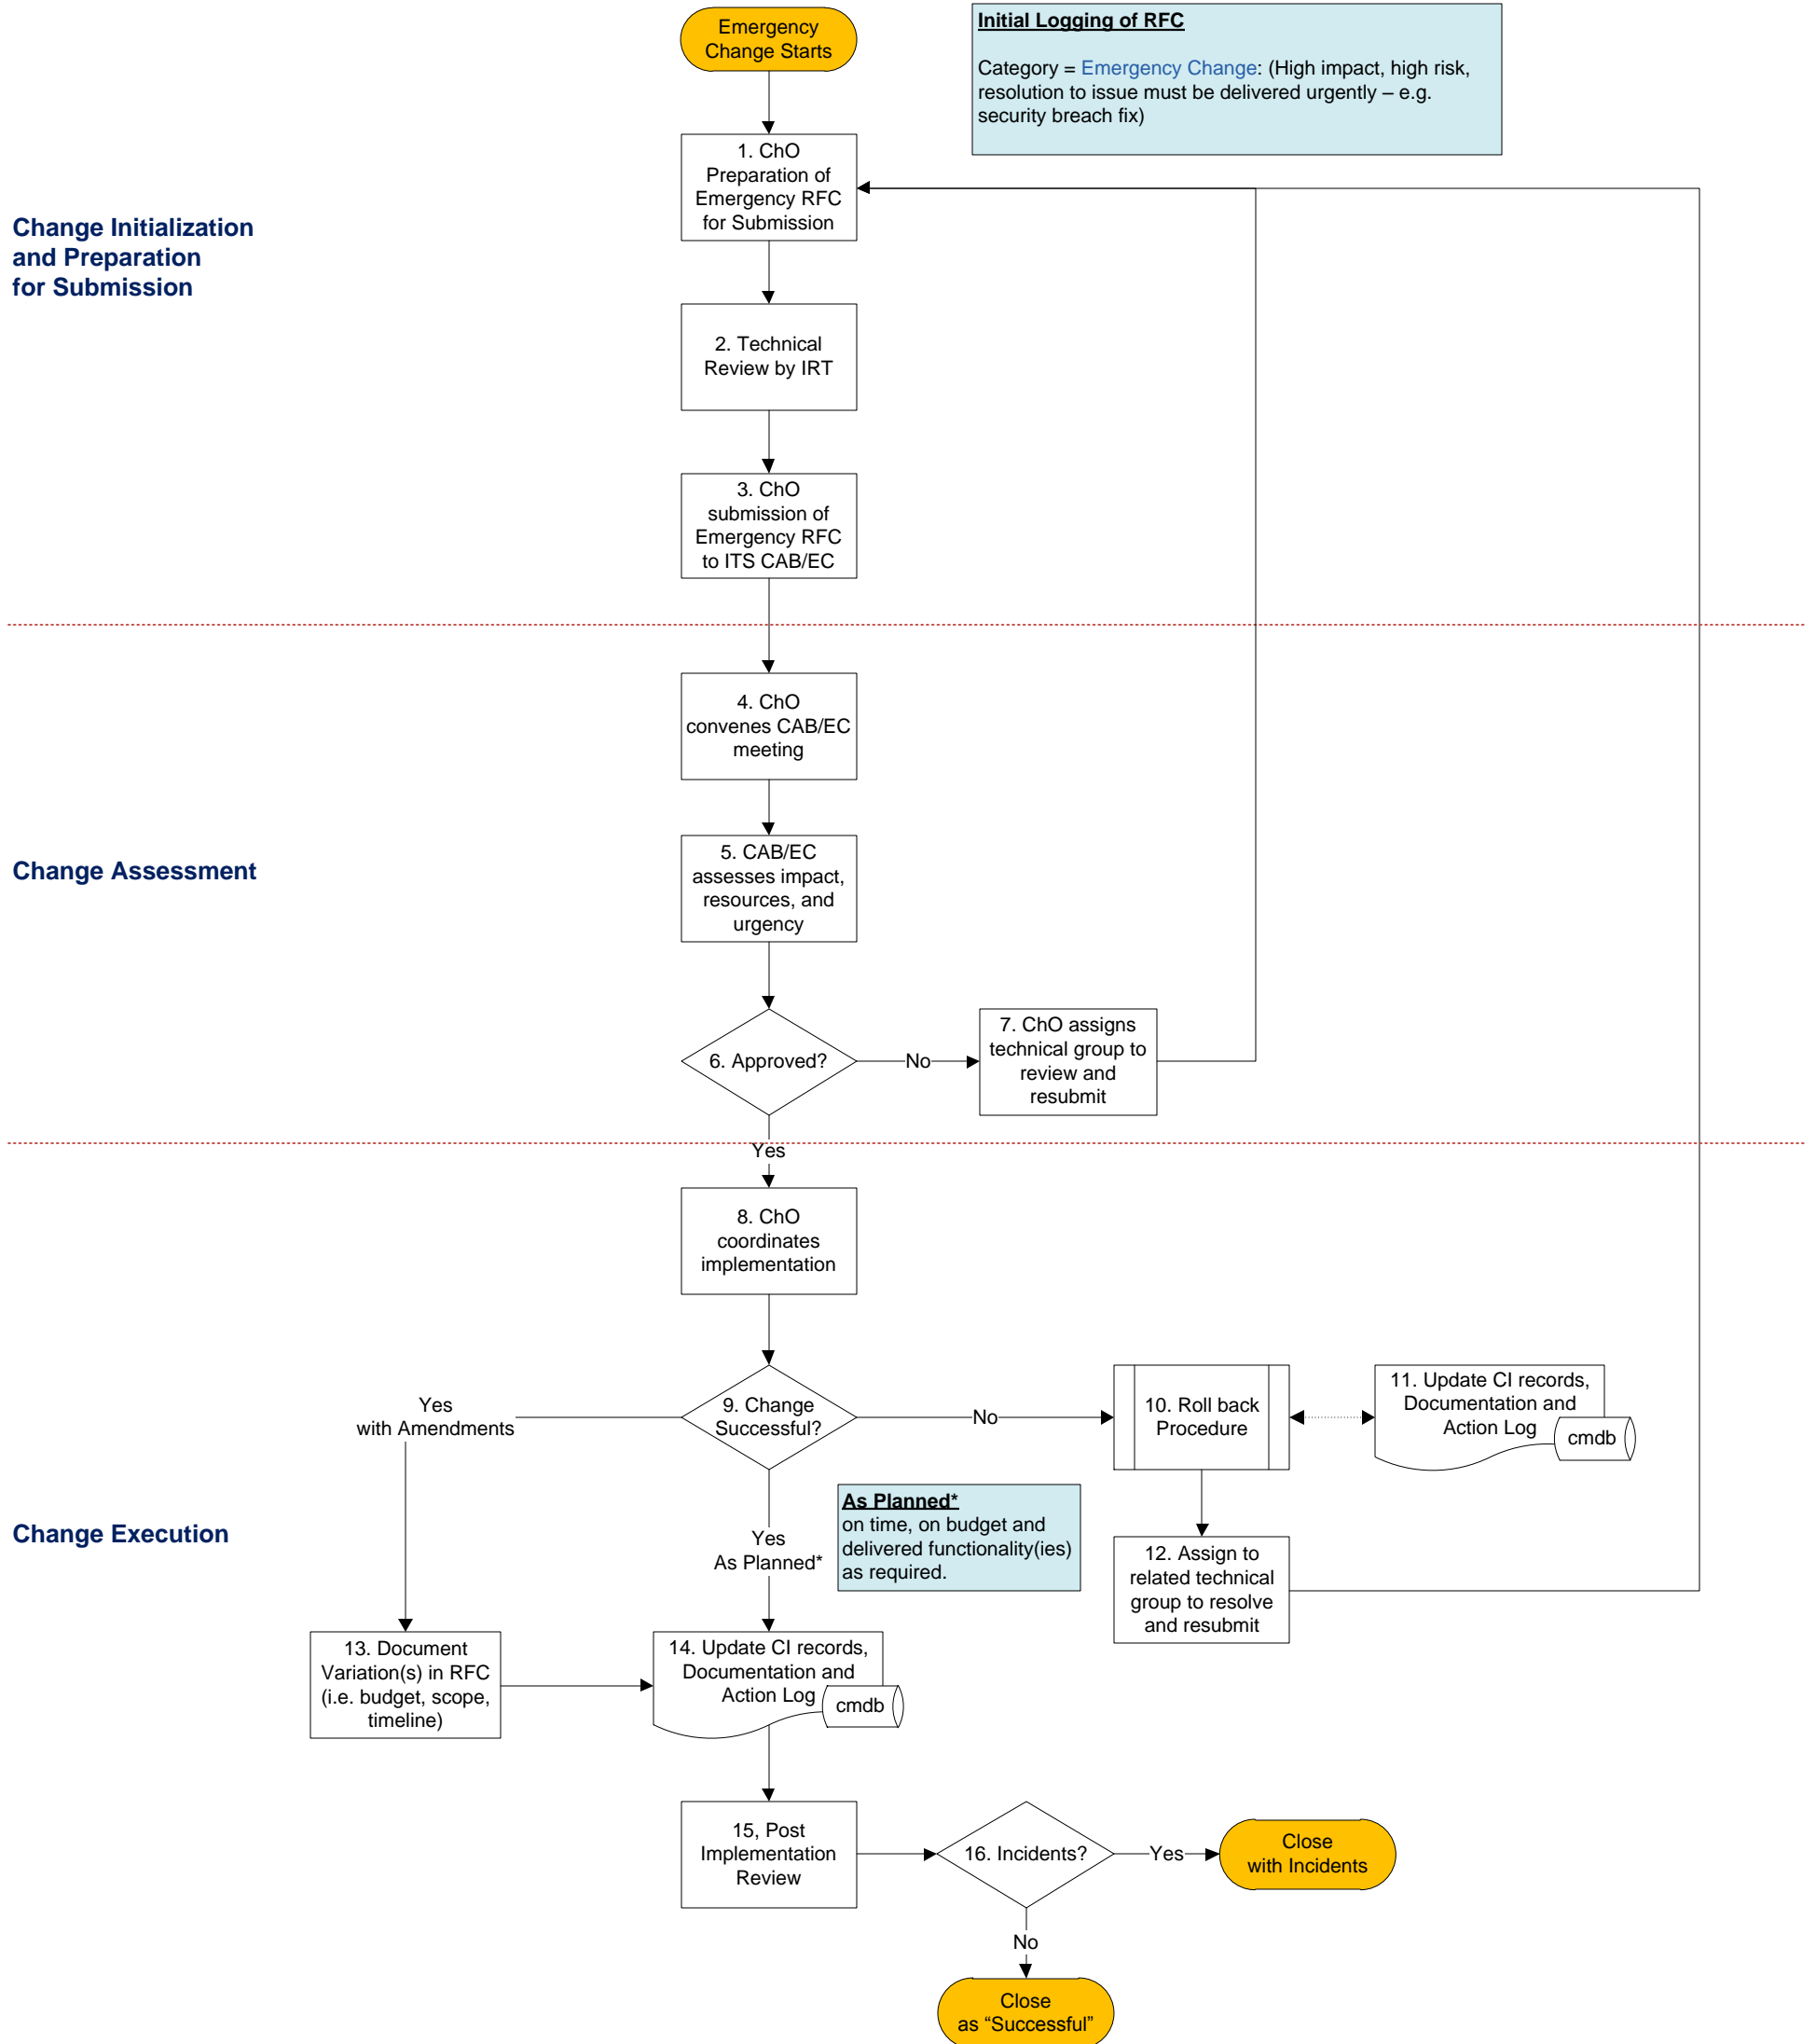 Emergency
Change Starts
Initial Logging of RFC
Category = Emergency Change: (High impact, high risk,
resolution to issue must be delivered urgently – e.g.
security breach fix)
1. ChO
Preparation of
Emergency RFC
for Submission
Change Initialization
and Preparation
for Submission
2. Technical
Review by IRT
3. ChO
submission of
Emergency RFC
to ITS CAB/EC
4. ChO
convenes CAB/EC
meeting
Change Assessment
5. CAB/EC
assesses impact,
resources, and
urgency
6. Approved?
No
7. ChO assigns
technical group to
review and
resubmit
Yes
8. ChO
coordinates
implementation
Yes
with Amendments
9. Change
Successful?
No
10. Roll back
Procedure
11. Update CI records,
Documentation and
Action Log
cmdb
Change Execution
Yes
As Planned*
As Planned*
on time, on budget and
delivered functionality(ies)
as required.
12. Assign to
related technical
group to resolve
and resubmit
13. Document
Variation(s) in RFC
(i.e. budget, scope,
timeline)
14. Update CI records,
Documentation and
Action Log
cmdb
15, Post
Implementation
Review
16. Incidents?
Yes
Close
with Incidents
No
Close
as “Successful”